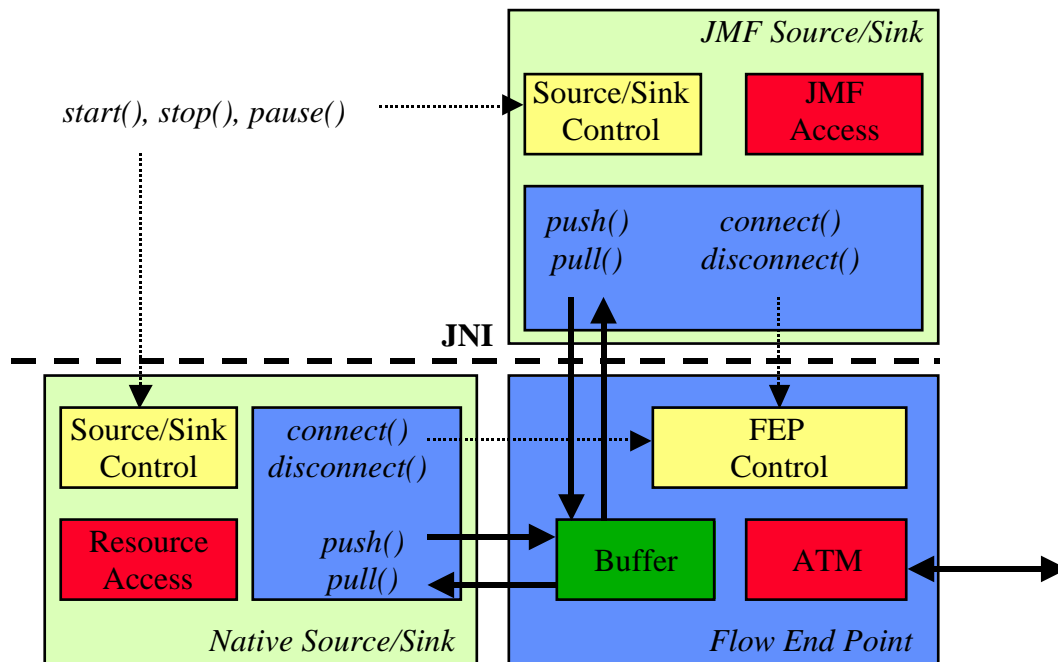 JMF Source/Sink
start(), stop(), pause()
Source/Sink
Control
JMF
Access
push()
pull()
connect()
disconnect()
JNI
Source/Sink
Control
connect()
disconnect()
FEP
Control
Resource
Access
push()
pull()
Buffer
ATM
Native Source/Sink
Flow End Point